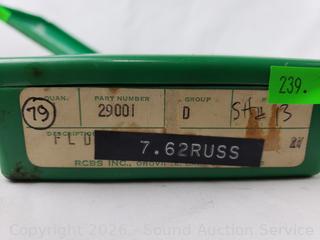 239.
QUAN. PART NUMBER GROUP
79 29001 D SH# 13
DESCRIPTION
F L D 7.62RUSS
RCBS INC., OROVILLE,
Copyright 2026 - Sound Auction Service